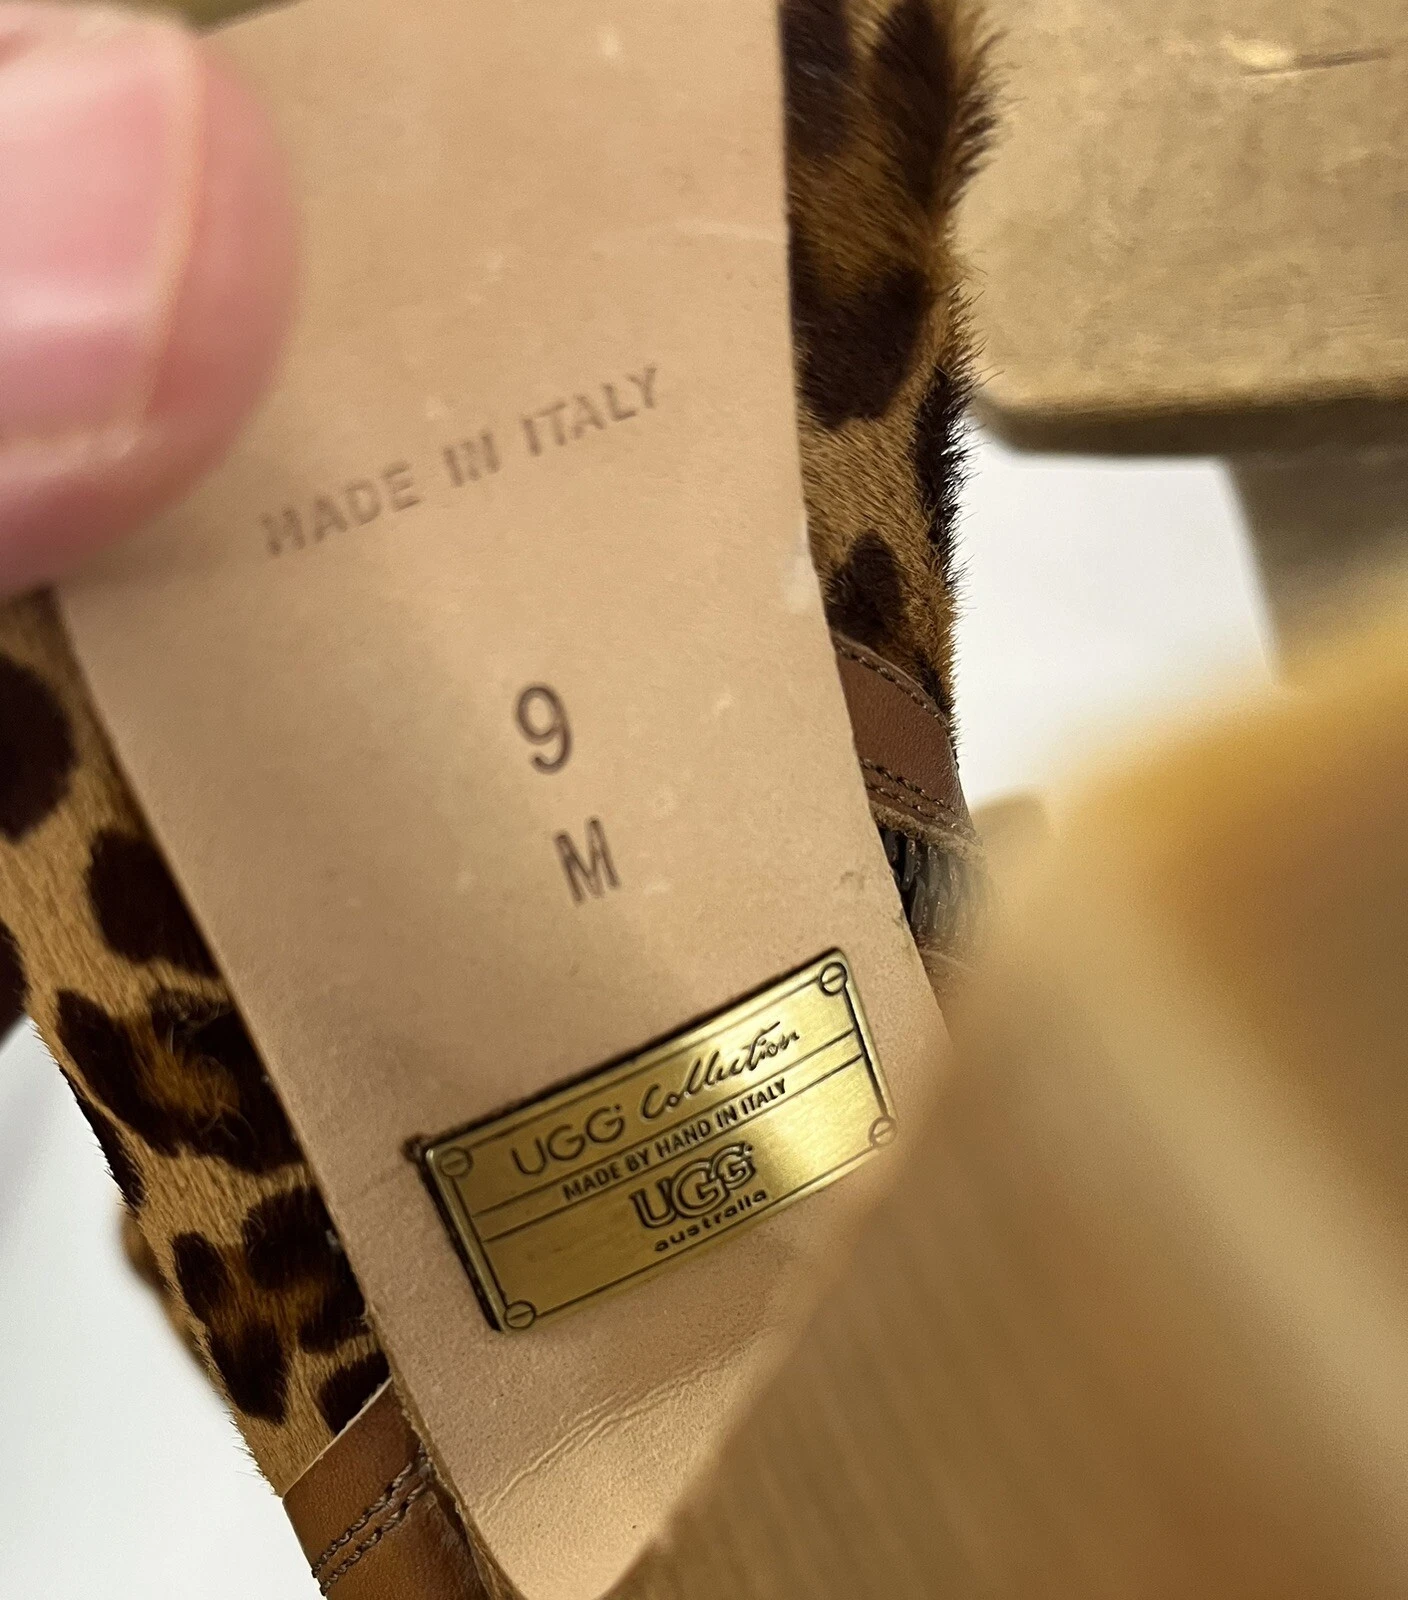 MADE IN ITALY
9
M
UGG® Collection
MADE BY HAND IN ITALY
UGG®
australia